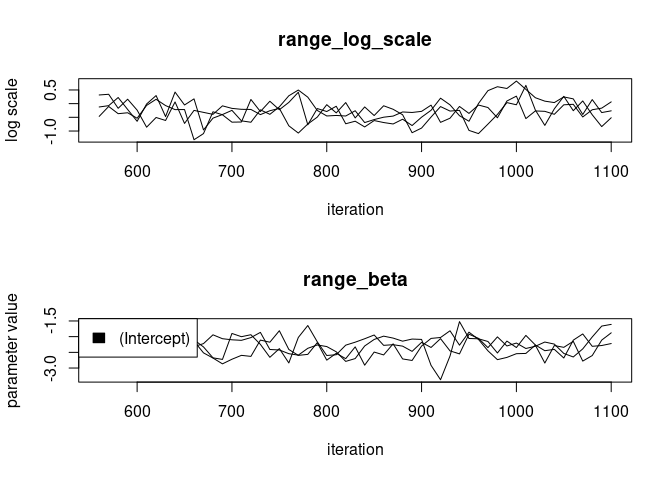 range_log_scale
log scale
0.5
-1.0
600 700 800 900 1000 1100
iteration
range_beta
parameter value
-1.5
-3.0
(Intercept)
600 700 800 900 1000 1100
iteration